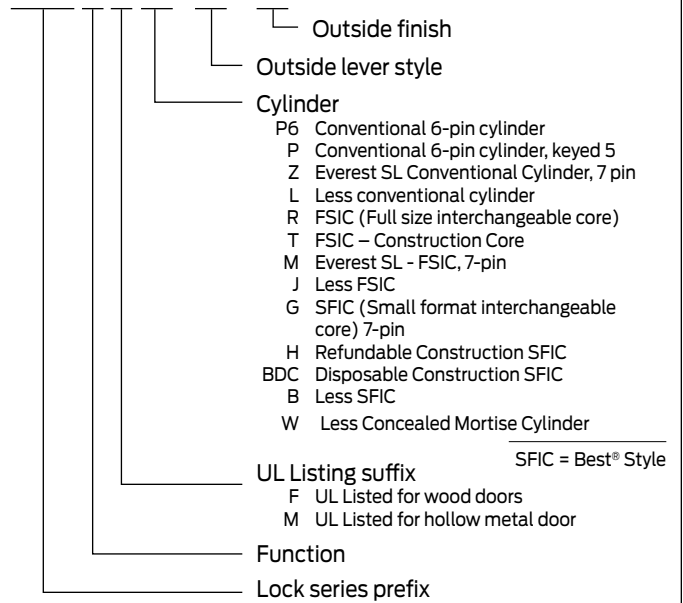 Outside finish
Outside lever style
Cylinder
P6 Conventional 6-pin cylinder
P Conventional 6-pin cylinder, keyed 5
Z Everest SL Conventional Cylinder, 7 pin
L Less conventional cylinder
R FSIC (Full size interchangeable core)
T FSIC – Construction Core
M Everest SL - FSIC, 7-pin
J Less FSIC
G SFIC (Small format interchangeable
core) 7-pin
H Refundable Construction SFIC
BDC Disposable Construction SFIC
B Less SFIC
W Less Concealed Mortise Cylinder
SFIC = Best® Style
UL Listing suffix
F UL Listed for wood doors
M UL Listed for hollow metal door
Function
Lock series prefix